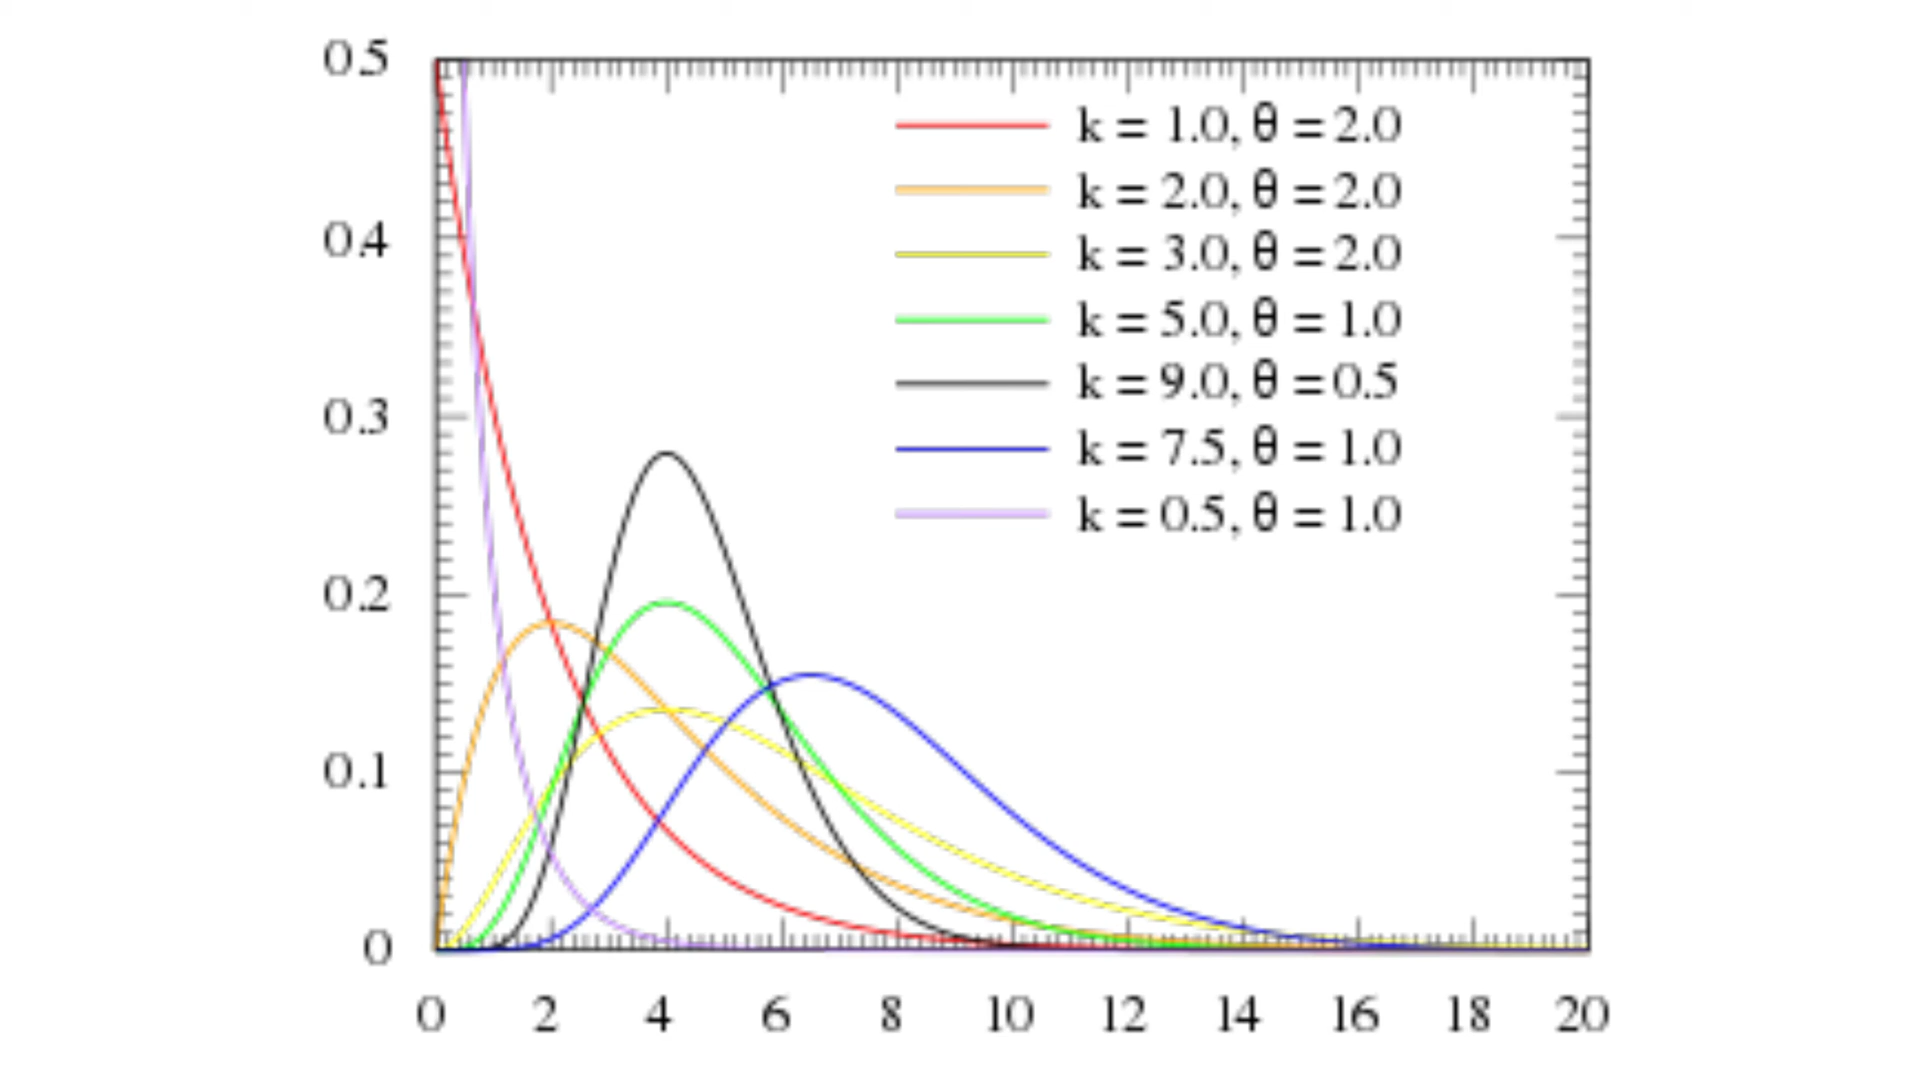 0.5
0.4
0.3
0.2
0.1
0
k = 1.0, θ = 2.0
k = 2.0, θ = 2.0
k = 3.0, θ = 2.0
k = 5.0, θ = 1.0
k = 9.0, θ = 0.5
k = 7.5, θ = 1.0
k = 0.5, θ = 1.0
0 2 4 6 8 10 12 14 16 18 20